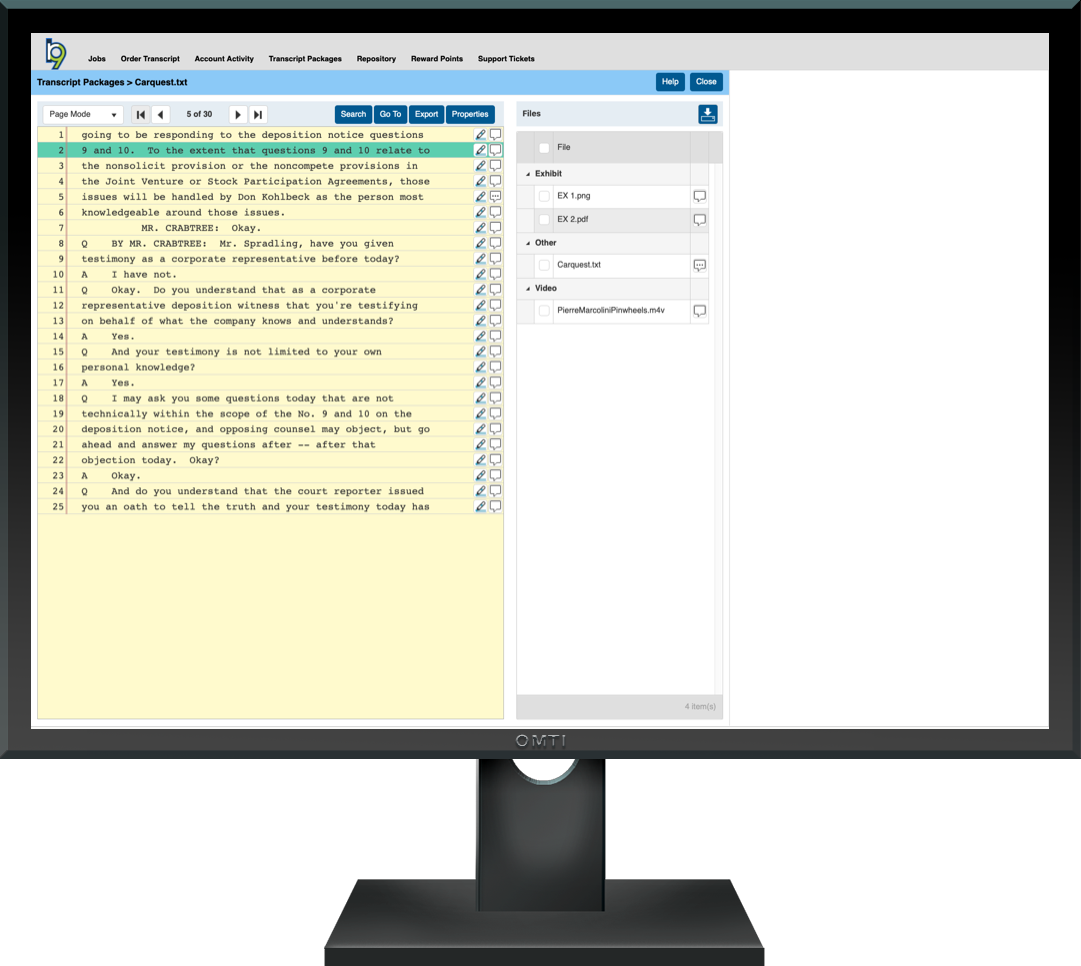 b9
Jobs Order Transcript Account Activity Transcript Packages Repository Reward Points Support Tickets
Transcript Packages > Carquest.txt Help Close
Page Mode 5 of 30 Search Go To Export Properties
1 going to be responding to the deposition notice questions
2 9 and 10. To the extent that questions 9 and 10 relate to
3 the nonsolicit provision or the noncompete provisions in
4 the Joint Venture or Stock Participation Agreements, those
5 issues will be handled by Don Kohlbeck as the person most
6 knowledgeable around those issues.
7 MR. CRABTREE: Okay.
8 Q BY MR. CRABTREE: Mr. Spradling, have you given
9 testimony as a corporate representative before today?
10 A I have not.
11 Q Okay. Do you understand that as a corporate
12 representative deposition witness that you're testifying
13 on behalf of what the company knows and understands?
14 A Yes.
15 Q And your testimony is not limited to your own
16 personal knowledge?
17 A Yes.
18 Q I may ask you some questions today that are not
19 technically within the scope of the No. 9 and 10 on the
20 deposition notice, and opposing counsel may object, but go
21 ahead and answer my questions after -- after that
22 objection today. Okay?
23 A Okay.
24 Q And do you understand that the court reporter issued
25 you an oath to tell the truth and your testimony today has
Files
File
Exhibit
EX 1.png
EX 2.pdf
Other
Carquest.txt
Video
PierreMarcoliniPinwheels.m4v
4 item(s)
OMTI